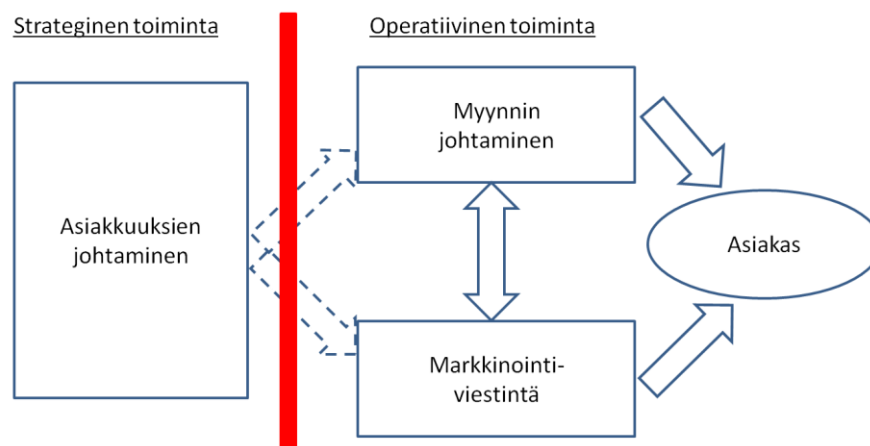 Strateginen toiminta
Operatiivinen toiminta
Myynnin
johtaminen
Asiakkuuksien
johtaminen
Asiakas
Markkinointi-
viestintä